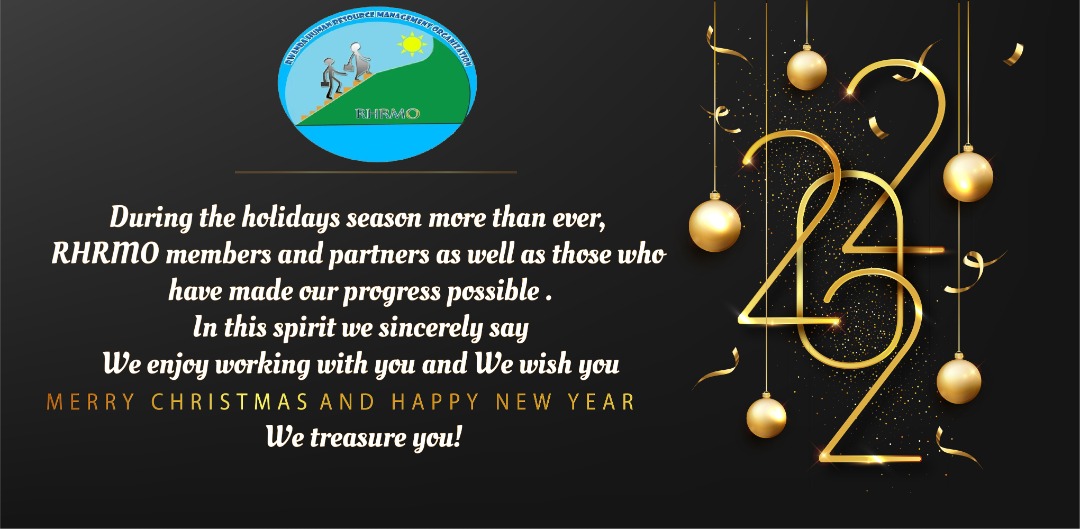 RWANDA HUMAN RESOURCE MANAGEMENT ORGANIZATION
RHRMO
During the holidays season more than ever,
RHRMO members and partners as well as those who
have made our progress possible .
In this spirit we sincerely say
We enjoy working with you and We wish you
MERRY CHRISTMAS AND HAPPY NEW YEAR
We treasure you!
2022